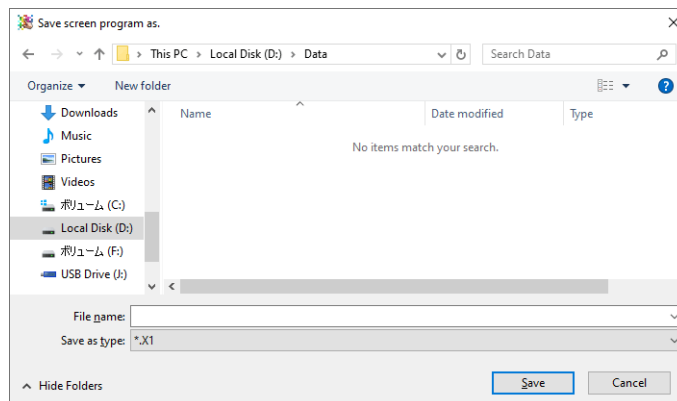 Save screen program as.
This PC > Local Disk (D:) > Data
Search Data
Organize
New folder
Name
Date modified
Type
No items match your search.
Downloads
Music
Pictures
Videos
ボリューム (C:)
Local Disk (D:)
ボリューム (F:)
USB Drive (J:)
File name:
Save as type: *.X1
Hide Folders
Save
Cancel